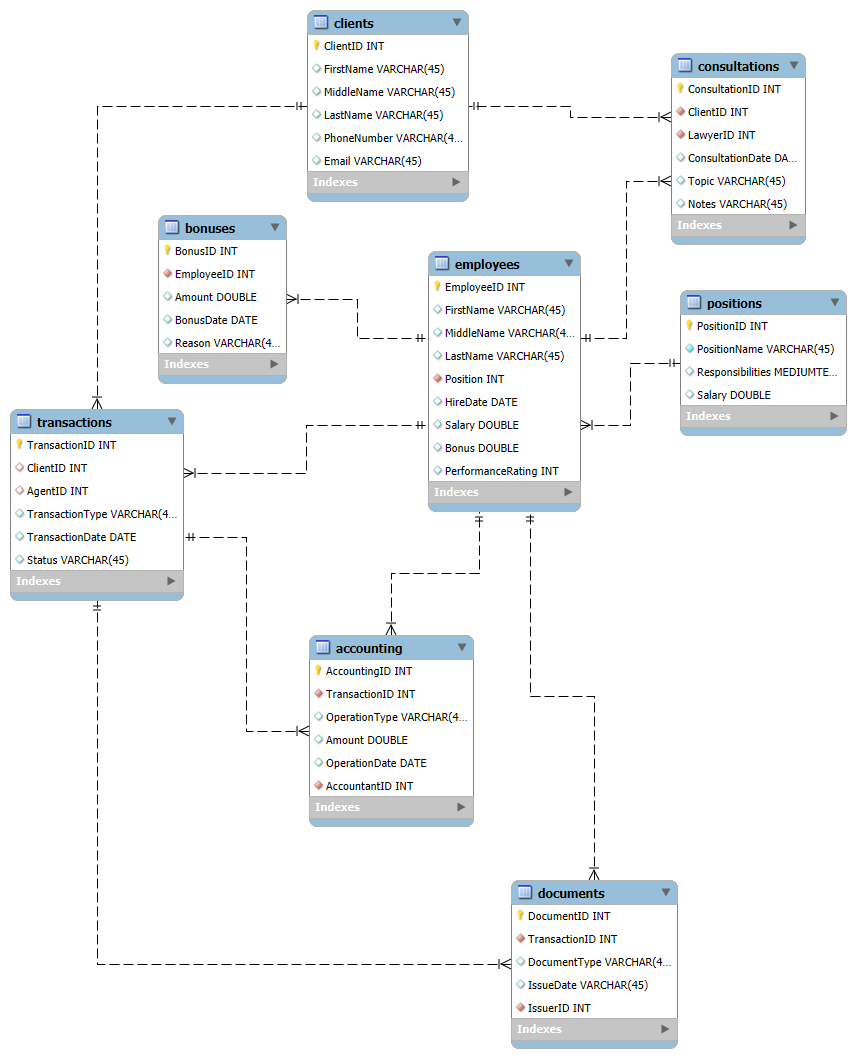 clients
ClientID INT
FirstName VARCHAR(45)
MiddleName VARCHAR(45)
LastName VARCHAR(45)
PhoneNumber VARCHAR(4...
Email VARCHAR(45)
Indexes
consultations
ConsultationID INT
ClientID INT
LawyerID INT
ConsultationDate DA...
Topic VARCHAR(45)
Notes VARCHAR(45)
Indexes
bonuses
BonusID INT
EmployeeID INT
Amount DOUBLE
BonusDate DATE
Reason VARCHAR(4...
Indexes
employees
EmployeeID INT
FirstName VARCHAR(45)
MiddleName VARCHAR(4...
LastName VARCHAR(45)
Position INT
HireDate DATE
Salary DOUBLE
Bonus DOUBLE
PerformanceRating INT
Indexes
positions
PositionID INT
PositionName VARCHAR(45)
Responsibilities MEDIUMTE...
Salary DOUBLE
Indexes
transactions
TransactionID INT
ClientID INT
AgentID INT
TransactionType VARCHAR(4...
TransactionDate DATE
Status VARCHAR(45)
Indexes
accounting
AccountingID INT
TransactionID INT
OperationType VARCHAR(4...
Amount DOUBLE
OperationDate DATE
AccountantID INT
Indexes
documents
DocumentID INT
TransactionID INT
DocumentType VARCHAR(4...
IssueDate VARCHAR(45)
IssuerID INT
Indexes